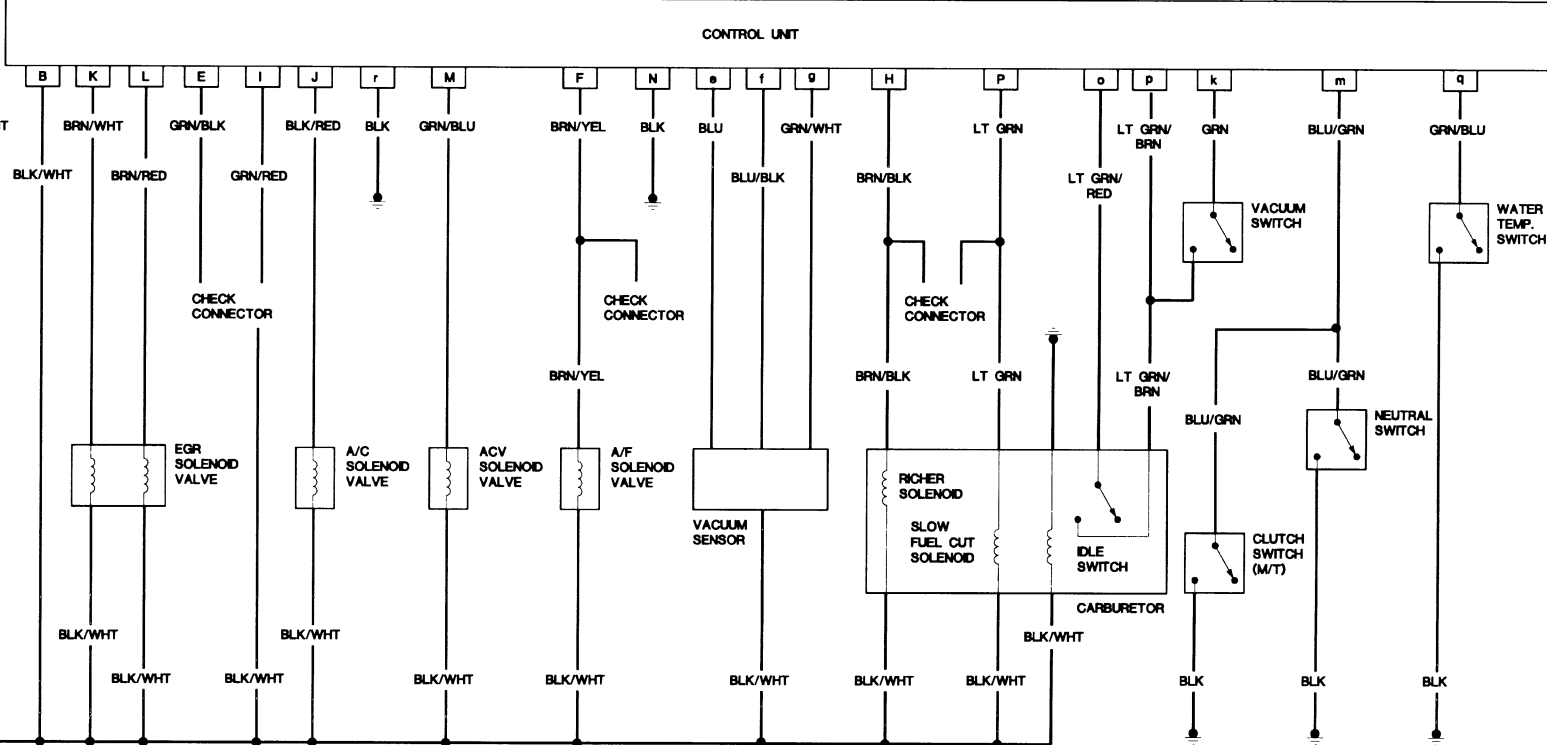 CONTROL UNIT
B K L E I J r M F N e f g H P o p k m q
BRN/WHT GRN/BLK BLK/RED BLK GRN/BLU BRN/YEL BLK BLU GRN/WHT LT GRN LT GRN/ GRN BLU/GRN GRN/BLU
BRN
BLK/WHT BRN/RED GRN/RED BLU/BLK BRN/BLK LT GRN/
RED
VACUUM
SWITCH
WATER
TEMP.
SWITCH
CHECK
CONNECTOR
CHECK
CONNECTOR
CHECK
CONNECTOR
BRN/YEL BRN/BLK LT GRN LT GRN/ BLU/GRN
BRN
BLU/GRN
NEUTRAL
SWITCH
EGR
SOLENOID
VALVE
A/C
SOLENOID
VALVE
ACV
SOLENOID
VALVE
A/F
SOLENOID
VALVE
VACUUM
SENSOR
RICHER
SOLENOID
SLOW
FUEL CUT
SOLENOID
IDLE
SWITCH
CLUTCH
SWITCH
(M/T)
CARBURETOR
BLK/WHT BLK/WHT BLK/WHT
BLK/WHT BLK/WHT BLK/WHT BLK/WHT BLK/WHT BLK/WHT BLK/WHT BLK BLK BLK